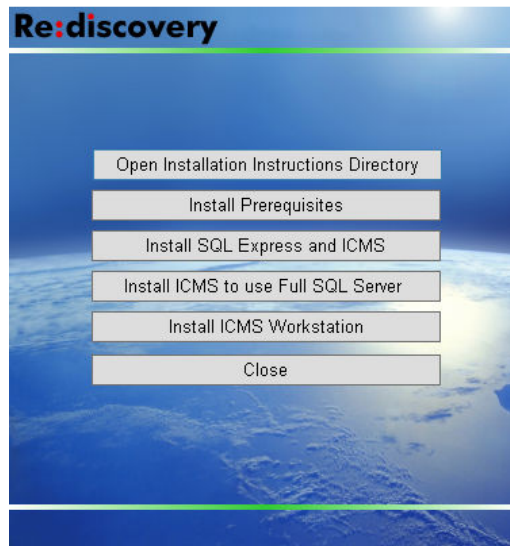 Re:discovery
Open Installation Instructions Directory
Install Prerequisites
Install SQL Express and ICMS
Install ICMS to use Full SQL Server
Install ICMS Workstation
Close